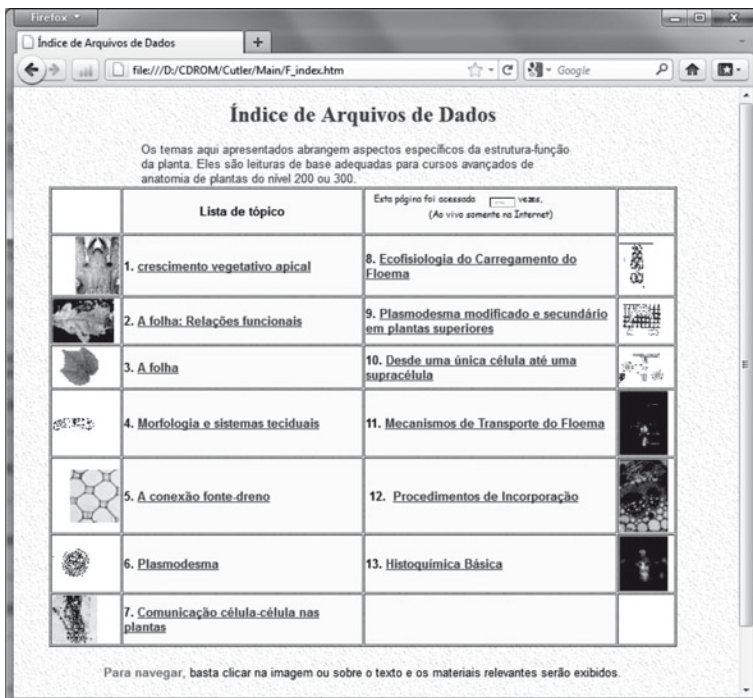 Firefox
Índice de Arquivos de Dados
file:///D:/CDROM/Cutler/Main/F_index.htm
Google
Índice de Arquivos de Dados
Os temas aqui apresentados abrangem aspectos específicos da estrutura-função
da planta. Eles são leituras de base adequadas para cursos avançados de
anatomia de plantas do nível 200 ou 300.
Lista de tópico
Esta página foi acessada vezes,
(Ao vivo somente na Internet)
1. crescimento vegetativo apical
8. Ecofisiologia do Carregamento do
Floema
2. A folha: Relações funcionais
9. Plasmodesma modificado e secundário
em plantas superiores
3. A folha
10. Desde uma única célula até uma
supracélula
4. Morfologia e sistemas teciduais
11. Mecanismos de Transporte do Floema
5. A conexão fonte-dreno
12. Procedimentos de Incorporação
6. Plasmodesma
13. Histoquímica Básica
7. Comunicação célula-célula nas
plantas
Para navegar, basta clicar na imagem ou sobre o texto e os materiais relevantes serão exibidos.